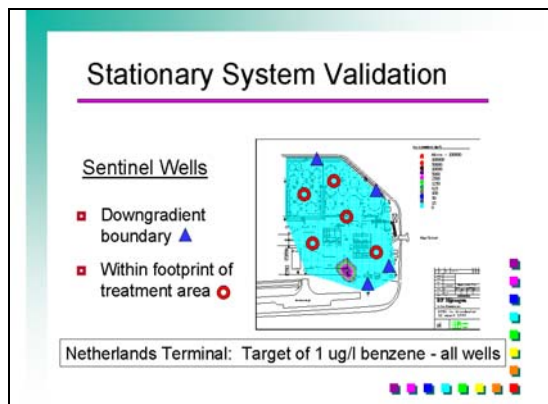 Stationary System Validation
Sentinel Wells
Downgradient
boundary
Within footprint of
treatment area
Netherlands Terminal: Target of 1 ug/l benzene - all wells